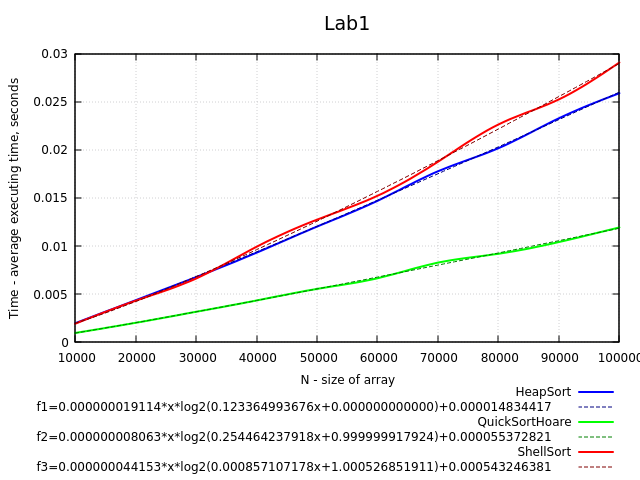 Lab1
0.03
0.025
0.02
0.015
0.01
0.005
0
Time - average executing time, seconds
10000 20000 30000 40000 50000 60000 70000 80000 90000 100000
N - size of array
HeapSort
f1=0.000000019114*x*log2(0.123364993676x+0.000000000000)+0.000014834417
QuickSortHoare
f2=0.000000008063*x*log2(0.254464237918x+0.999999917924)+0.000055372821
ShellSort
f3=0.000000044153*x*log2(0.000857107178x+1.000526851911)+0.000543246381